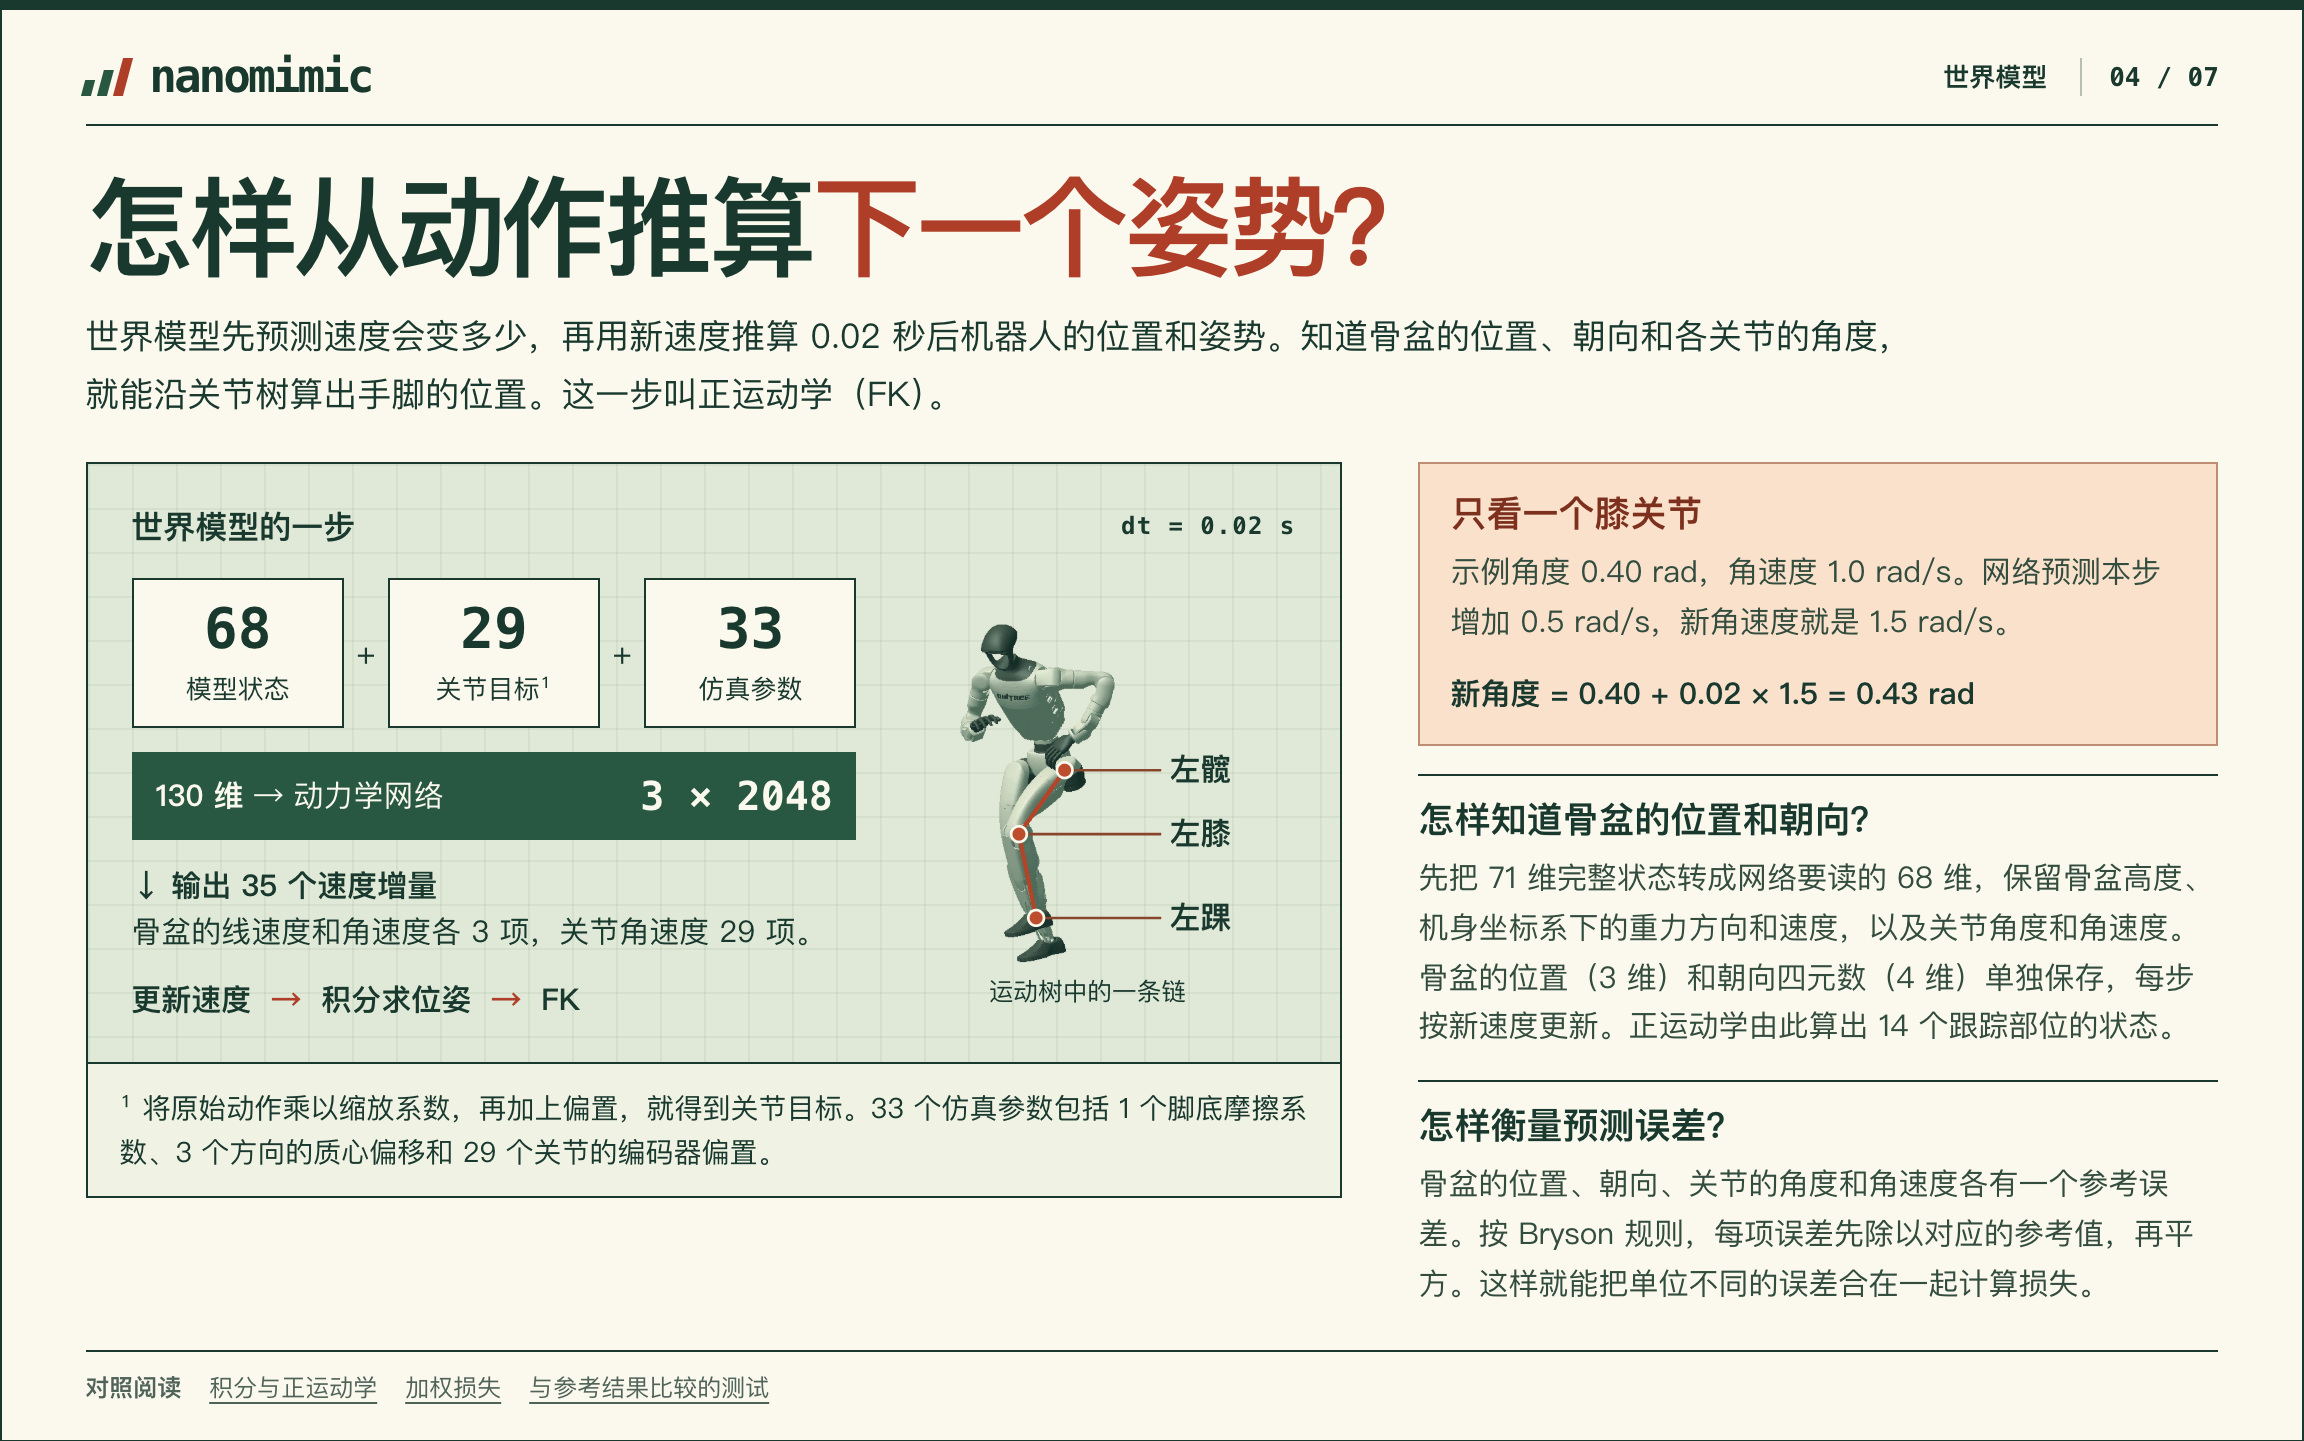 nanomimic
世界模型
04 / 07
怎样从动作推算下一个姿势？
世界模型先预测速度会变多少，再用新速度推算 0.02 秒后机器人的位置和姿势。知道骨盆的位置、朝向和各关节的角度，
就能沿关节树算出手脚的位置。这一步叫正运动学（FK）。
世界模型的一步
dt = 0.02 s
68
模型状态
+
29
关节目标¹
+
33
仿真参数
130 维 → 动力学网络
3 × 2048
↓ 输出 35 个速度增量
骨盆的线速度和角速度各 3 项，关节角速度 29 项。
更新速度 → 积分求位姿 → FK
左髋
左膝
左踝
运动树中的一条链
¹ 将原始动作乘以缩放系数，再加上偏置，就得到关节目标。33 个仿真参数包括 1 个脚底摩擦系
数、3 个方向的质心偏移和 29 个关节的编码器偏置。
只看一个膝关节
示例角度 0.40 rad，角速度 1.0 rad/s。网络预测本步
增加 0.5 rad/s，新角速度就是 1.5 rad/s。
新角度 = 0.40 + 0.02 × 1.5 = 0.43 rad
怎样知道骨盆的位置和朝向？
先把 71 维完整状态转成网络要读的 68 维，保留骨盆高度、
机身坐标系下的重力方向和速度，以及关节角度和角速度。
骨盆的位置（3 维）和朝向四元数（4 维）单独保存，每步
按新速度更新。正运动学由此算出 14 个跟踪部位的状态。
怎样衡量预测误差？
骨盆的位置、朝向、关节的角度和角速度各有一个参考误
差。按 Bryson 规则，每项误差先除以对应的参考值，再平
方。这样就能把单位不同的误差合在一起计算损失。
对照阅读
积分与正运动学
加权损失
与参考结果比较的测试